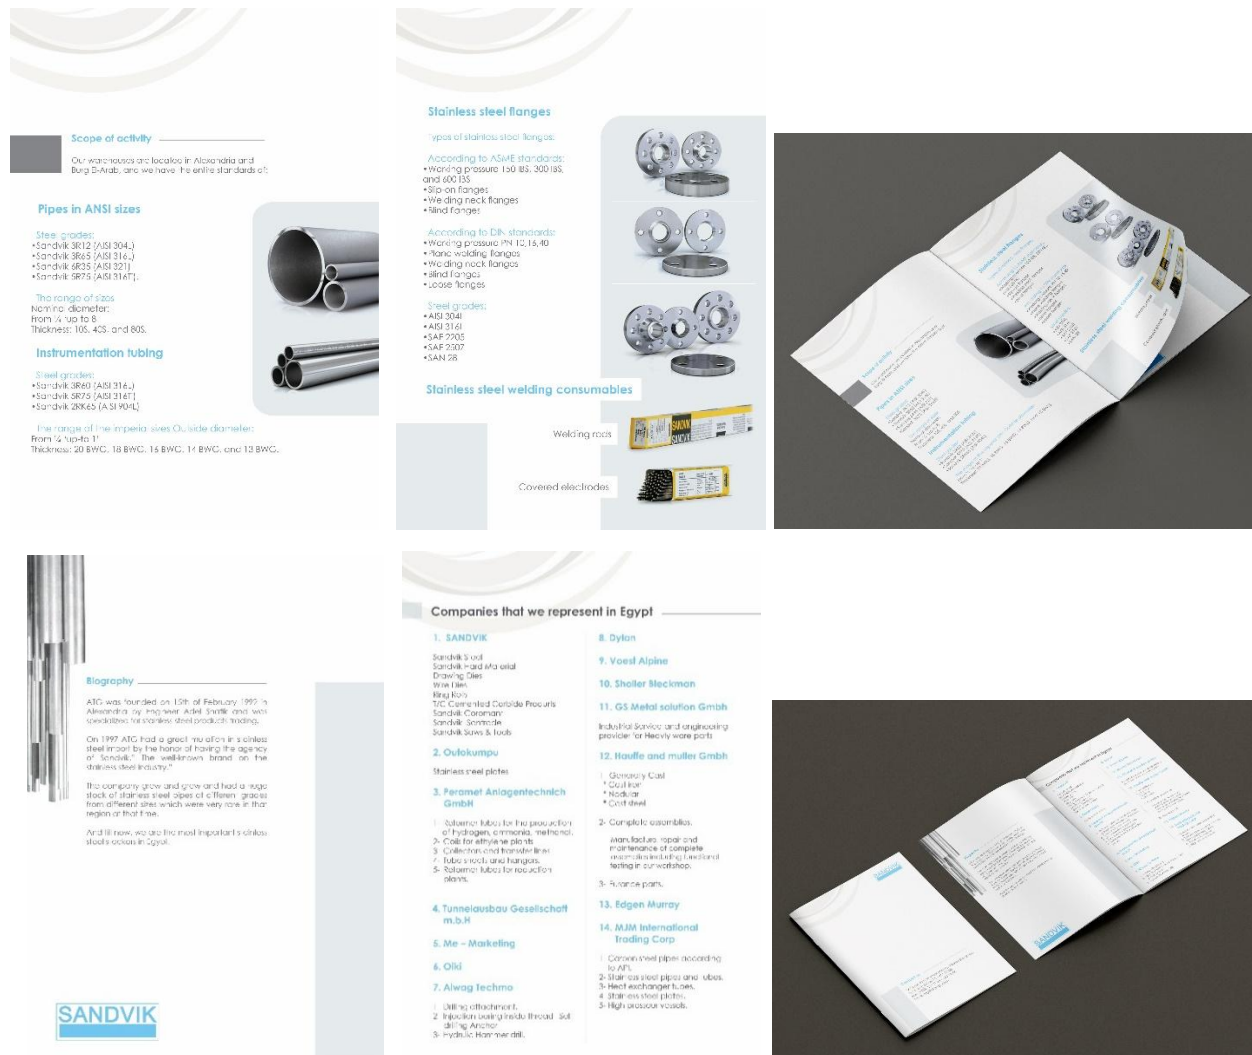 Scope of activity
Our warehouses are located in Alexandria and
Burg El-Arab, and we have the entire standards of:
Pipes in ANSI sizes
Steel grades:
•Sandvik 3R12 (AISI 304L)
•Sandvik 3R65 (AISI 316L)
•Sandvik 6R35 (AISI 321)
•Sandvik 5R75 (AISI 316T).
The range of sizes
Nominal diameter:
From ¼ "up to 8
Thickness: 10S, 40S, and 80S.
Instrumentation tubing
Steel grades:
•Sandvik 3R60 (AISI 316L)
•Sandvik 5R75 (AISI 316T)
•Sandvik 2RK65 (AISI 904L)
The range of the imperial sizes Outside diameter:
From ¼ "up-to 1"
Thickness: 20 BWG, 18 BWG, 16 BWG, 14 BWG, and 13 BWG.
Stainless steel flanges
Types of stainless steel flanges:
According to ASME standards:
•Working pressure 150 IBS, 300 IBS,
and 600 IBS
•Slip-on flanges
•Welding neck flanges
•Blind flanges
According to DIN standards:
•Working pressure PN 10,16,40
•Plane welding flanges
•Welding neck flanges
•Blind flanges
•Loose flanges
Steel grades:
•AISI 304l
•AISI 316l
•SAF 2205
•SAF 2507
•SAN 28
Stainless steel welding consumables
Welding rods
Covered electrodes
Biography
ATG was founded on 15th of February 1992 in
Alexandria by Engineer Adel Shafik and was
specialized for stainless steel products trading.
On 1997 ATG had a great mutation in stainless
steel import by the honor of having the agency
of Sandvik." The well-known brand on the
stainless steel industry."
The company grew and grew and had a huge
stock of stainless steel pipes at different grades
from different sites which were very rare in that
region at that time.
And till now, we are the most important stainless
steel stockers in Egypt.
SANDVIK
Companies that we represent in Egypt
1. SANDVIK
Sandvik Steel
Sandvik Hard Material
Drawing Dies
Wire Dies
Ring Rolls
T/C Cemented Carbide Products
Sandvik Coromant
Sandvik Santrade
Sandvik Saws & Tools
2. Outokumpu
Stainless steel plates
3. Peramet Anlagentechnich
GmbH
1- Reformer tubes for the production
of hydrogen, ammonia, methanol.
2- Coils for ethylene plants
3- Collectors and transfer lines
4- Tube sheets and hangers.
5- Reformer tubes for reduction
plants.
4. Tunnelausbau Gesellschaft
m.b.H
5. Me – Marketing
6. Oiki
7. Alwag Techmo
1- Drilling attachment.
2- Injection boring inside thread Self
drilling Anchor
3- Hydrulic Hammer drill.
8. Dylan
9. Voest Alpine
10. Sholler Bleckman
11. GS Metal solution Gmbh
Industrial Service and engineering
provider for Heavily wore parts
12. Hauffe and muller Gmbh
1- Generally Cast
* Cast iron
* Nodular
* Cast steel
2- Complete assemblies.
Manufacture, repair and
maintenance of complete
assemblies including functional
testing in our workshop.
3- Furance parts.
13. Edgen Murray
14. MJM International
Trading Corp
1- Carbon steel pipes according
to API.
2- Stainless steel pipes and tubes.
3- Heat exchanger tubes.
4- Stainless steel plates.
5- High pressure vessels.
SANDVIK
SANDVIK